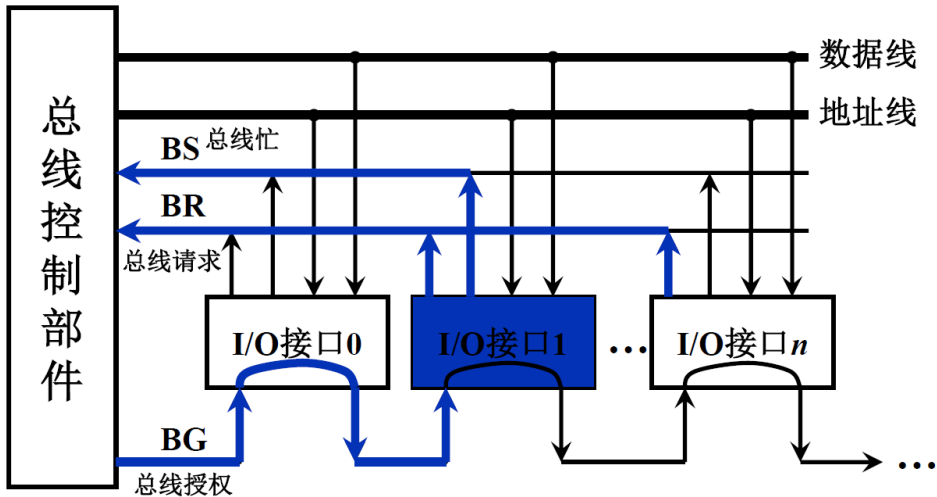 总线控制部件
数据线
地址线
BS 总线忙
BR
总线请求
I/O接口0
I/O接口1
…
I/O接口n
BG
总线授权
…